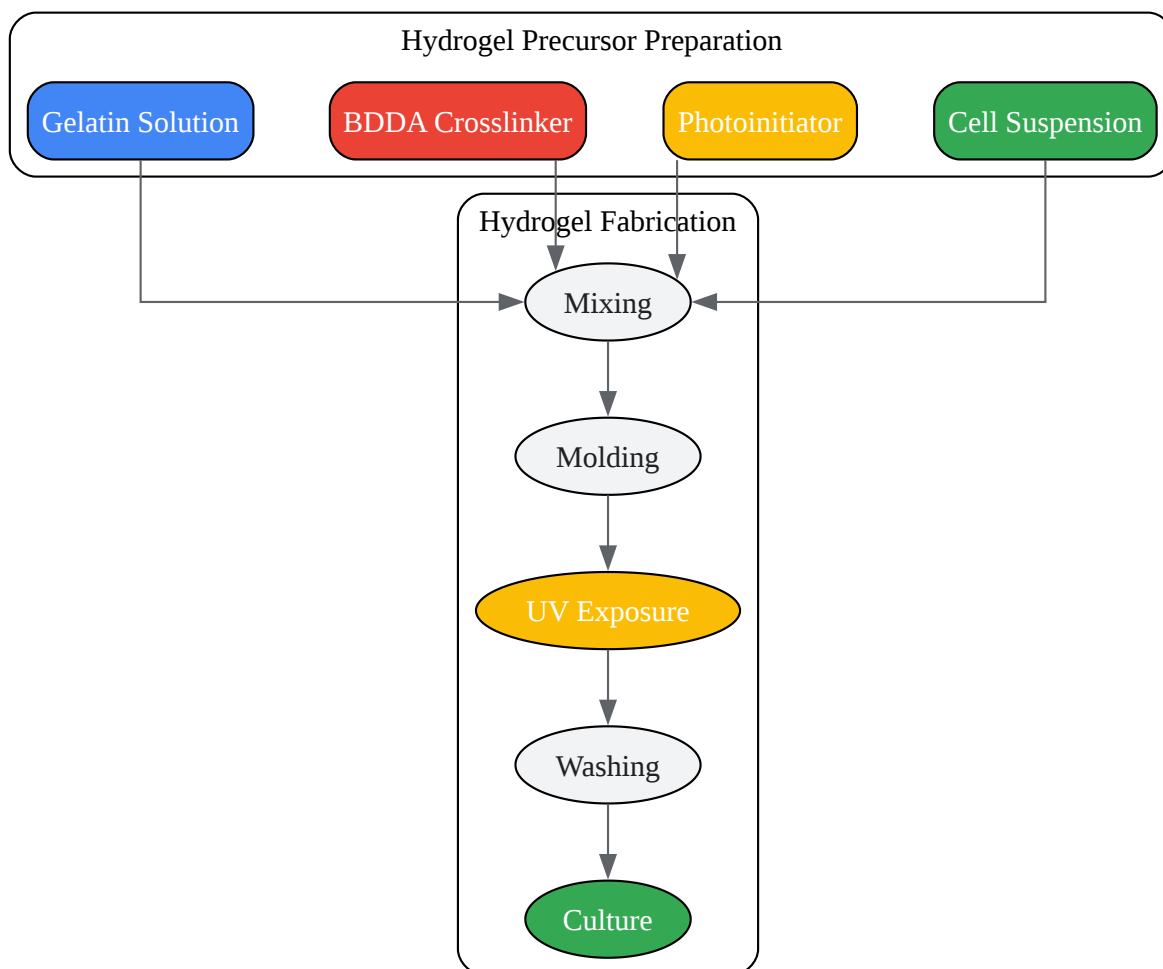 Hydrogel Precursor Preparation
Gelatin Solution
BDDA Crosslinker
Photoinitiator
Cell Suspension
Hydrogel Fabrication
Mixing
Molding
UV Exposure
Washing
Culture